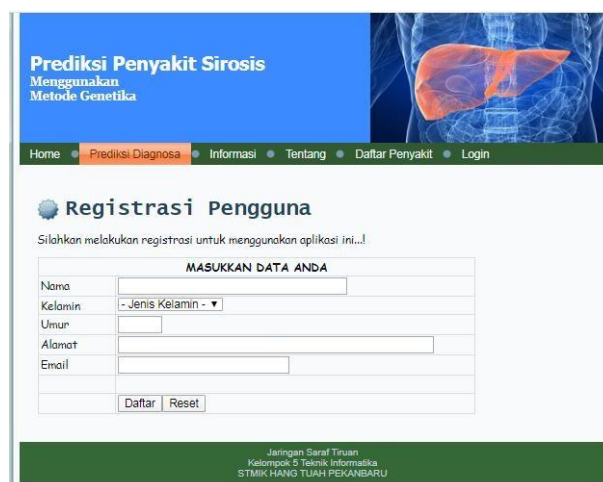 Prediksi Penyakit Sirosis
Menggunakan
Metode Genetika
Home Prediksi Diagnosa Informasi Tentang Daftar Penyakit Login
Registrasi Pengguna
Silahkan melakukan registrasi untuk menggunakan aplikasi ini...!
MASUKKAN DATA ANDA
Nama
Kelamin - Jenis Kelamin -
Umur
Alamat
Email
Daftar Reset
Jaringan Saraf Tiruan
Kelompok 5 Teknik Informatika
STMIK HANG TUAH PEKANBARU